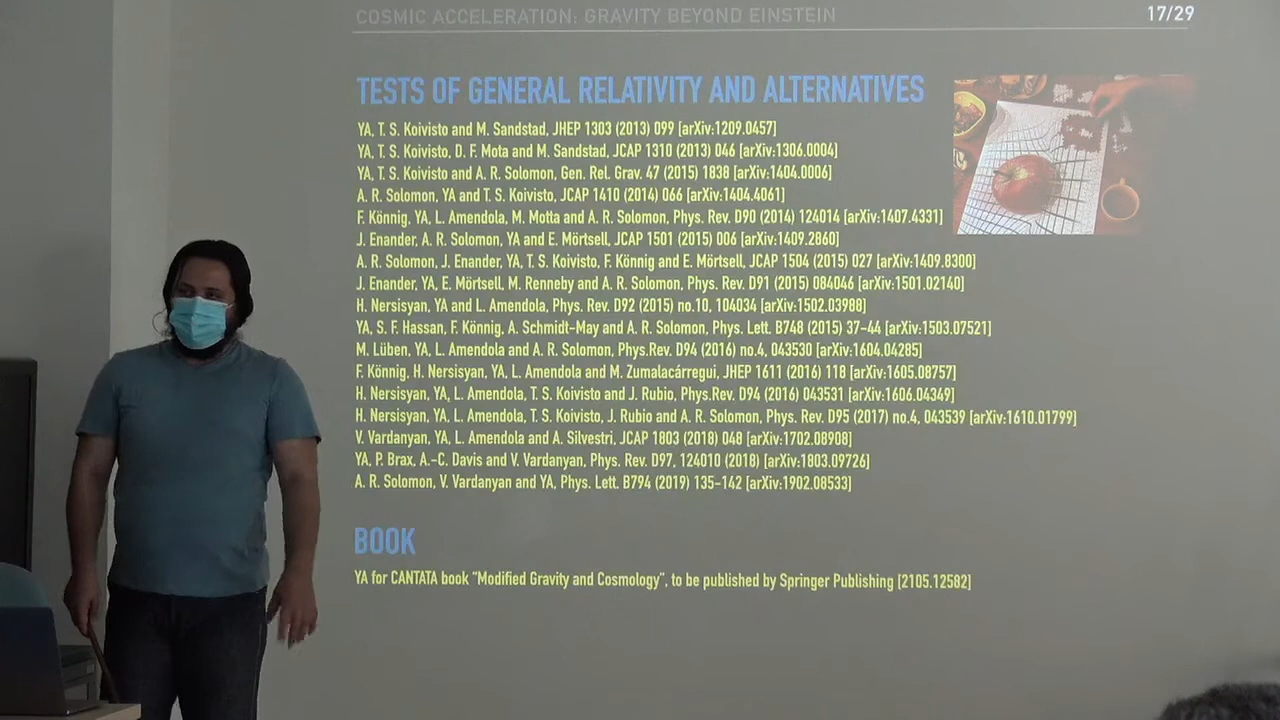 COSMIC ACCELERATION: GRAVITY BEYOND EINSTEIN
17/29
TESTS OF GENERAL RELATIVITY AND ALTERNATIVES
YA, T. S. Koivisto and M. Sandstad, JHEP 1303 (2013) 099 [arXiv:1209.0457]
YA, T. S. Koivisto, D. F. Mota and M. Sandstad, JCAP 1310 (2013) 046 [arXiv:1306.0004]
YA, T. S. Koivisto and A. R. Solomon, Gen. Rel. Grav. 47 (2015) 1838 [arXiv:1404.0006]
A. R. Solomon, YA and T. S. Koivisto, JCAP 1410 (2014) 066 [arXiv:1404.4061]
F. Könnig, YA, L. Amendola, M. Motta and A. R. Solomon, Phys. Rev. D90 (2014) 124014 [arXiv:1407.4331]
J. Enander, A. R. Solomon, YA and E. Mörtsell, JCAP 1501 (2015) 006 [arXiv:1409.2860]
A. R. Solomon, J. Enander, YA, T. S. Koivisto, F. Könnig and E. Mörtsell, JCAP 1504 (2015) 027 [arXiv:1409.8300]
J. Enander, YA, E. Mörtsell, M. Renneby and A. R. Solomon, Phys. Rev. D91 (2015) 084046 [arXiv:1501.02140]
H. Nersisyan, YA and L. Amendola, Phys. Rev. D92 (2015) no.10, 104034 [arXiv:1502.03988]
YA, S. F. Hassan, F. Könnig, A. Schmidt-May and A. R. Solomon, Phys. Lett. B748 (2015) 37-44 [arXiv:1503.07521]
M. Lüben, YA, L. Amendola and A. R. Solomon, Phys.Rev. D94 (2016) no.4, 043530 [arXiv:1604.04285]
F. Könnig, H. Nersisyan, YA, L. Amendola and M. Zumalacárregui, JHEP 1611 (2016) 118 [arXiv:1605.08757]
H. Nersisyan, YA, L. Amendola, T. S. Koivisto and J. Rubio, Phys.Rev. D94 (2016) 043531 [arXiv:1606.04349]
H. Nersisyan, YA, L. Amendola, T. S. Koivisto, J. Rubio and A. R. Solomon, Phys. Rev. D95 (2017) no.4, 043539 [arXiv:1610.01799]
V. Vardanyan, YA, L. Amendola and A. Silvestri, JCAP 1803 (2018) 048 [arXiv:1702.08908]
YA, P. Brax, A.-C. Davis and V. Vardanyan, Phys. Rev. D97, 124010 (2018) [arXiv:1803.09726]
A. R. Solomon, V. Vardanyan and YA, Phys. Lett. B794 (2019) 135-142 [arXiv:1902.08533]
BOOK
YA for CANTATA book "Modified Gravity and Cosmology", to be published by Springer Publishing [2105.12582]